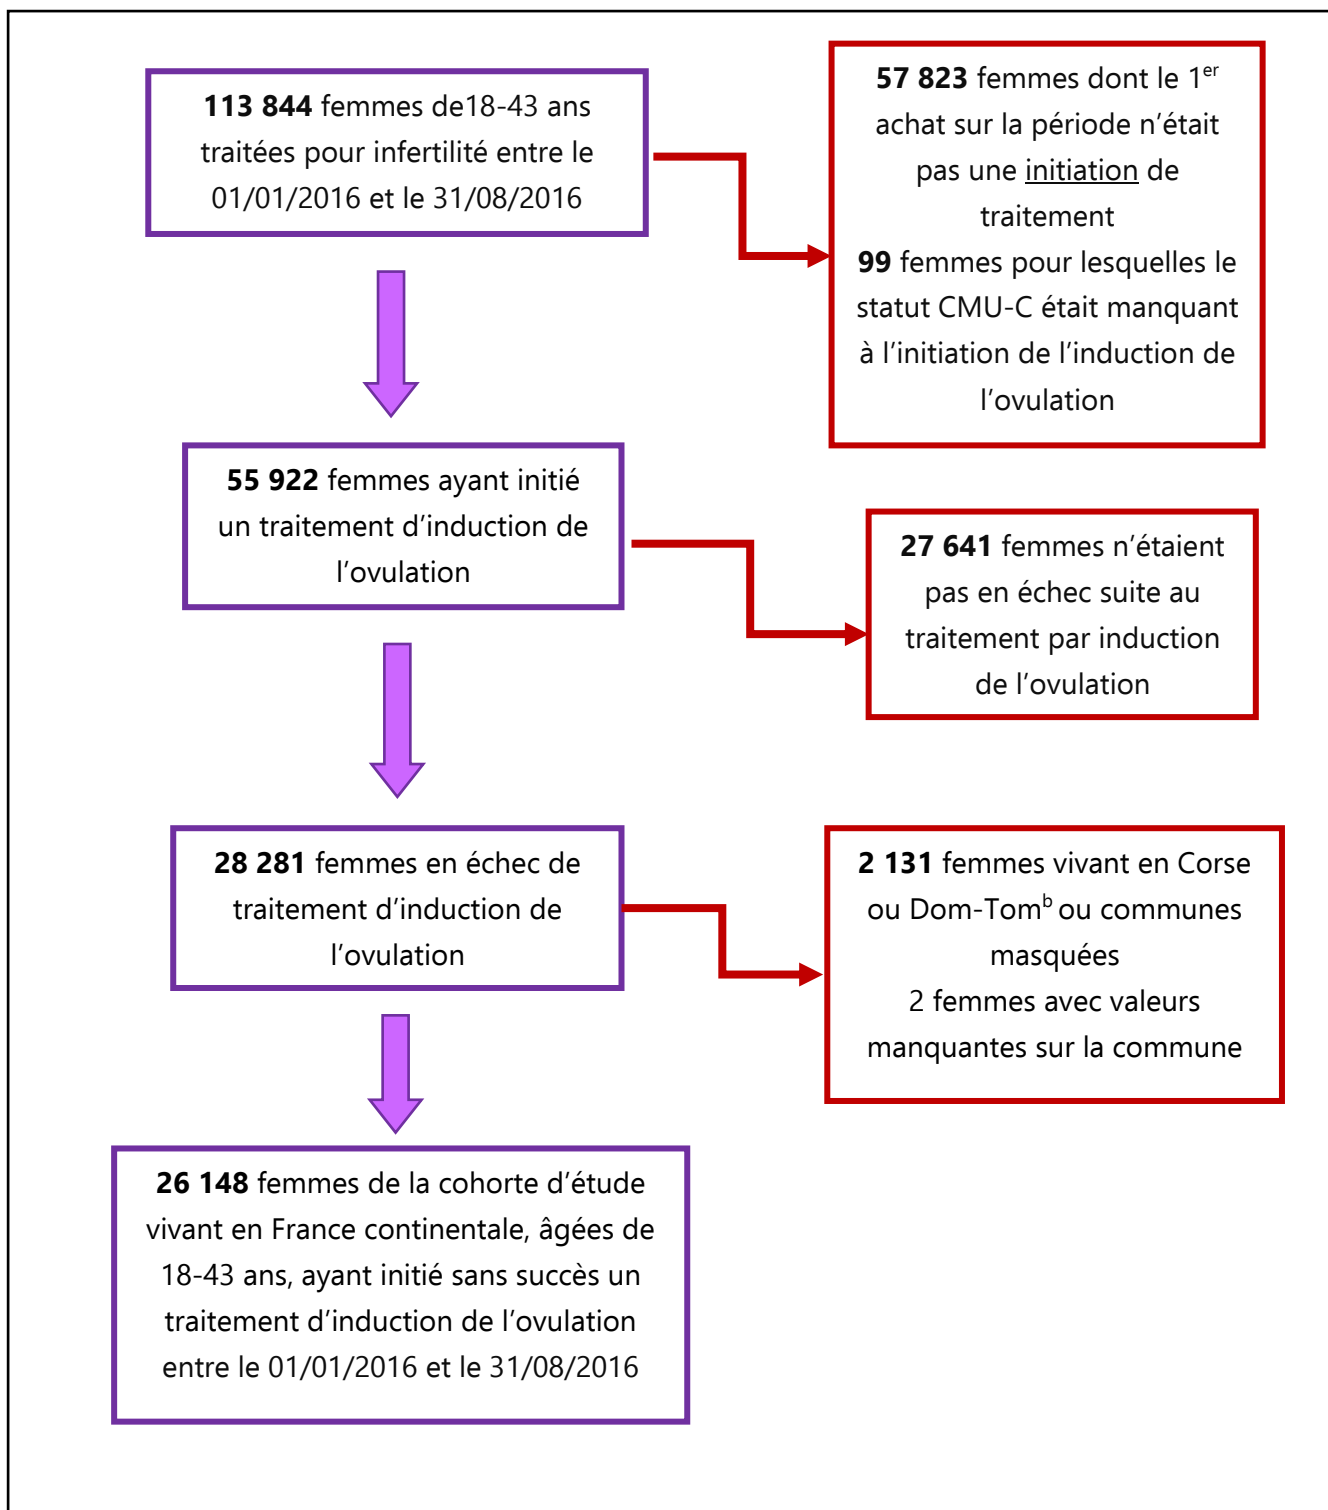 113 844 femmes de18-43 ans
traitées pour infertilité entre le
01/01/2016 et le 31/08/2016
57 823 femmes dont le 1er
achat sur la période n’était
pas une initiation de
traitement
99 femmes pour lesquelles le
statut CMU-C était manquant
à l’initiation de l’induction de
l’ovulation
55 922 femmes ayant initié
un traitement d’induction de
l’ovulation
27 641 femmes n’étaient
pas en échec suite au
traitement par induction
de l’ovulation
28 281 femmes en échec de
traitement d’induction de
l’ovulation
2 131 femmes vivant en Corse
ou Dom-Tomb ou communes
masquées
2 femmes avec valeurs
manquantes sur la commune
26 148 femmes de la cohorte d’étude
vivant en France continentale, âgées de
18-43 ans, ayant initié sans succès un
traitement d’induction de l’ovulation
entre le 01/01/2016 et le 31/08/2016